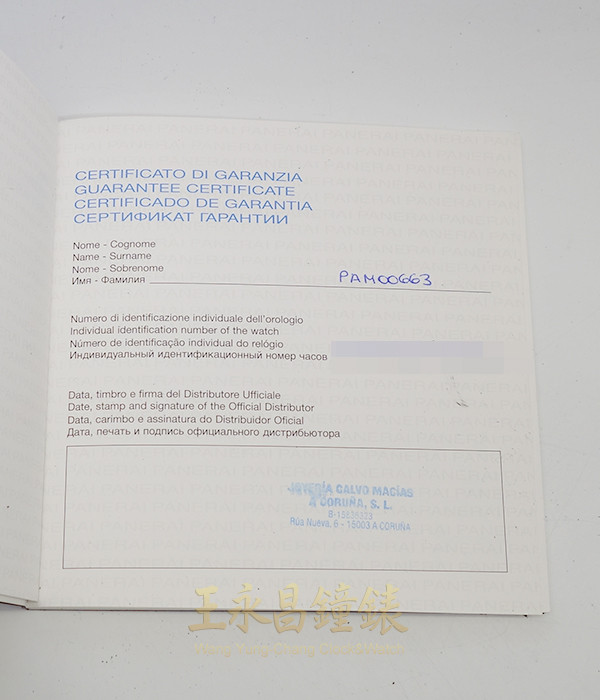 CERTIFICATO DI GARANZIA
GUARANTEE CERTIFICATE
CERTIFICADO DE GARANTIA
СЕРТИФИКАТ ГАРАНТИИ
Nome - Cognome
Name - Surname
Nome - Sobrenome
Имя - Фамилия PAM00663
Numero di identificazione individuale dell'orologio
Individual identification number of the watch
Número de identificação individual do relógio
Индивидуальный идентификационный номер часов
Data, timbro e firma del Distributore Ufficiale
Date, stamp and signature of the Official Distributor
Data, carimbo e assinatura do Distribuidor Oficial
Дата, печать и подпись официального дистрибьютора
JOYERÍA CALVO MACÍAS
A CORUÑA, S. L.
Rúa Nueva, 6 - 15003 A CORUÑA
王永昌鐘錶